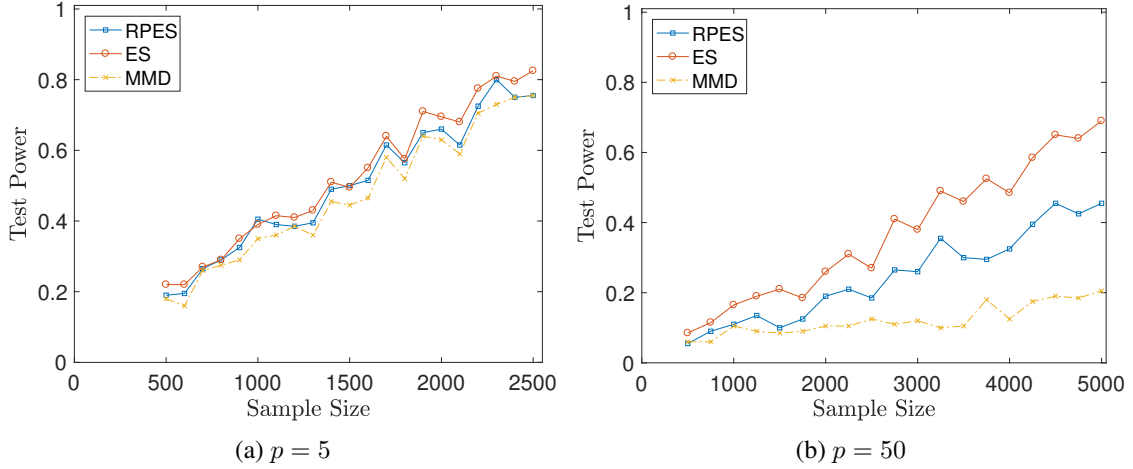 1
0.8
0.6
0.4
0.2
0
Test Power
RPES
ES
MMD
0 500 1000 1500 2000 2500
Sample Size
(a) p = 5
1
0.8
0.6
0.4
0.2
0
Test Power
RPES
ES
MMD
0 1000 2000 3000 4000 5000
Sample Size
(b) p = 50